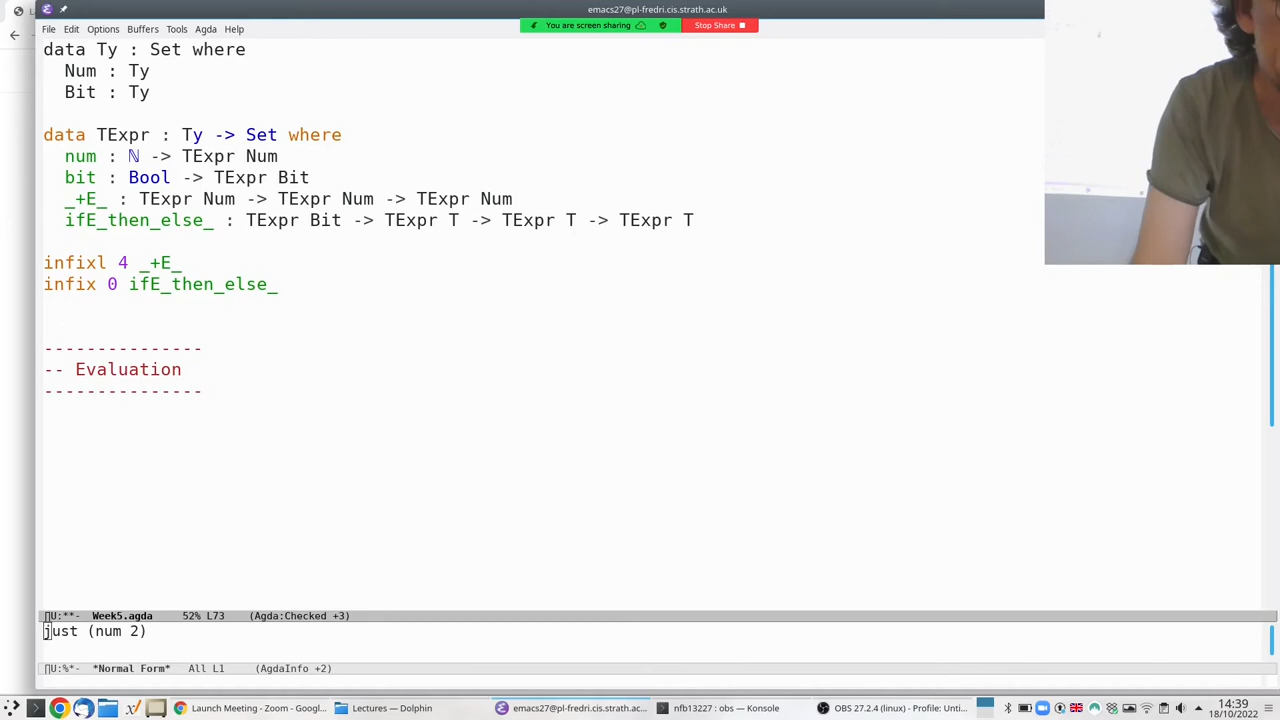 emacs27@pl-fredri.cis.strath.ac.uk
File Edit Options Buffers Tools Agda Help
You are screen sharing
Stop Share
data Ty : Set where
  Num : Ty
  Bit : Ty
data TExpr : Ty -> Set where
  num : ℕ -> TExpr Num
  bit : Bool -> TExpr Bit
  _+E_ : TExpr Num -> TExpr Num -> TExpr Num
  ifE_then_else_ : TExpr Bit -> TExpr T -> TExpr T -> TExpr T
infixl 4 _+E_
infix 0 ifE_then_else_
---------------
-- Evaluation
---------------
U:**- Week5.agda 52% L73 (Agda:Checked +3)
just (num 2)
U:%*- *Normal Form* All L1 (AgdaInfo +2)
Launch Meeting - Zoom - Googl... Lectures — Dolphin emacs27@pl-fredri.cis.strath.ac... nfb13227 : obs — Konsole OBS 27.2.4 (linux) - Profile: Unti... 14:39
18/10/2022